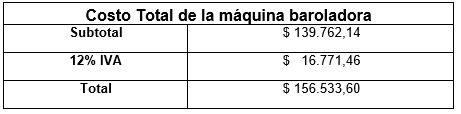 Costo Total de la máquina baroladora
Subtotal $ 139.762,14
12% IVA $ 16.771,46
Total $ 156.533,60